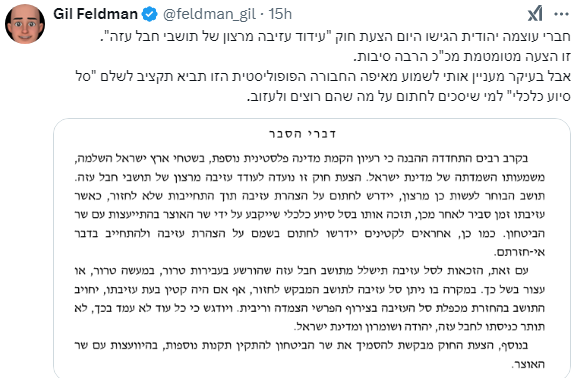 Gil Feldman @feldman_gil · 15h
חברי עוצמה יהודית הגישו היום הצעת חוק "עידוד עזיבה מרצון של תושבי חבל עזה".
זו הצעה מטומטמת מכ"כ הרבה סיבות.
אבל בעיקר מעניין אותי לשמוע מאיפה החבורה הפופוליסטית הזו תביא תקציב לשלם "סל
סיוע כלכלי" למי שיסכים לחתום על מה שהם רוצים ולעזוב.
דברי הסבר
בקרב רבים התחדדה ההבנה כי רעיון הקמת מדינה פלסטינית נוספת, בשטחי ארץ ישראל השלמה,
משמעותו השמדתה של מדינת ישראל. הצעת חוק זו נועדה לעודד עזיבה מרצון של תושבי חבל עזה.
תושב הבוחר לעשות כן מרצון, יידרש לחתום על הצהרת עזיבה תוך התחייבות שלא לחזור, כאשר
עזיבתו זמן סביר לאחר מכן, תזכה אותו בסל סיוע כלכלי שייקבע על ידי שר האוצר בהתייעצות עם שר
הביטחון. כמו כן, אחראים לקטינים יידרשו לחתום בשמם על הצהרת עזיבה ולהתחייב בדבר
אי-חזרתם.
עם זאת, הזכאות לסל עזיבה תישלל מתושב חבל עזה שהורשע בעבירות טרור, במעשה טרור, או
עצור בשל כך. במקרה בו ניתן סל עזיבה לתושב המבקש לחזור, אף אם היה קטין בעת עזיבתו, יחויב
התושב בהחזרת מכפלת סל העזיבה בצירוף הפרשי הצמדה וריבית. ויודגש כי כל עוד לא עמד בכך, לא
תותר כניסתו לחבל עזה, יהודה ושומרון ומדינת ישראל.
בנוסף, הצעת החוק מבקשת להסמיך את שר הביטחון להתקין תקנות נוספות, בהיוועצות עם שר
האוצר.